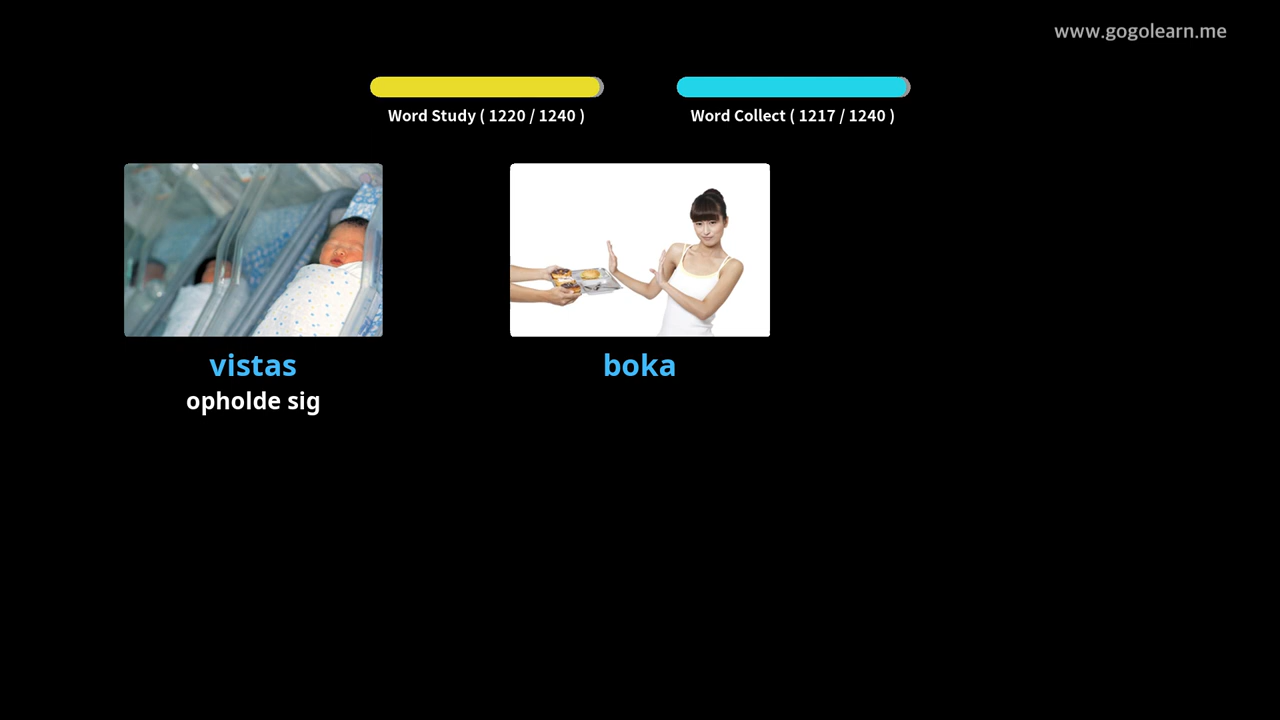 www.gogolearn.me
Word Study ( 1220 / 1240 )
Word Collect ( 1217 / 1240 )
vistas
opholde sig
boka